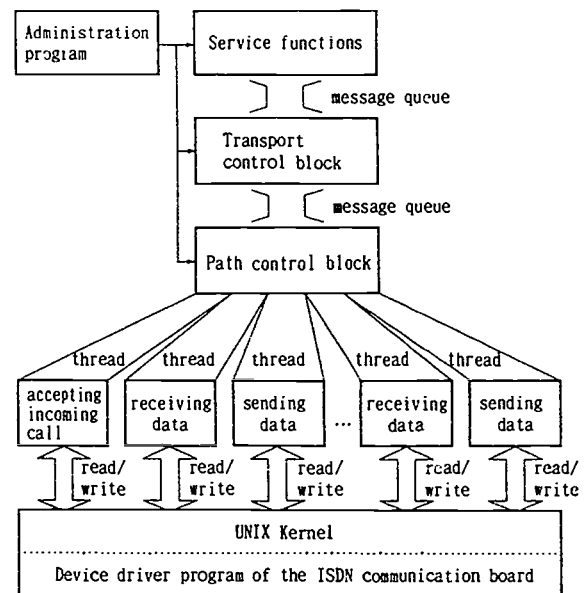 Administration
program
Service functions
message queue
Transport
control block
message queue
Path control block
thread thread thread thread thread
accepting
incoming
call
receiving
data
sending
data
...
receiving
data
sending
data
read/
write
read/
write
read/
write
read/
write
read/
write
UNIX Kernel
Device driver program of the ISDN communication board